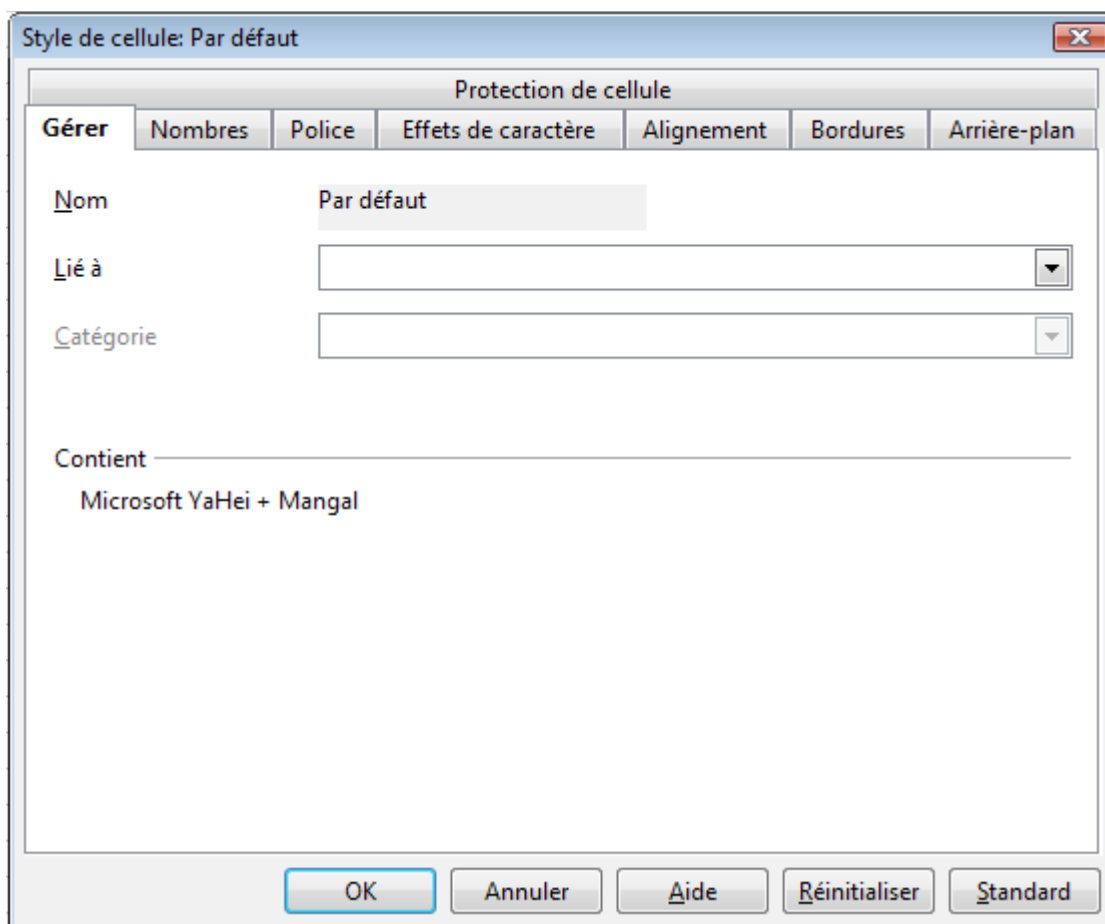 Style de cellule: Par défaut
Protection de cellule
Gérer Nombres Police Effets de caractère Alignement Bordures Arrière-plan
Nom Par défaut
Lié à
Catégorie
Contient
Microsoft YaHei + Mangal
OK Annuler Aide Réinitialiser Standard